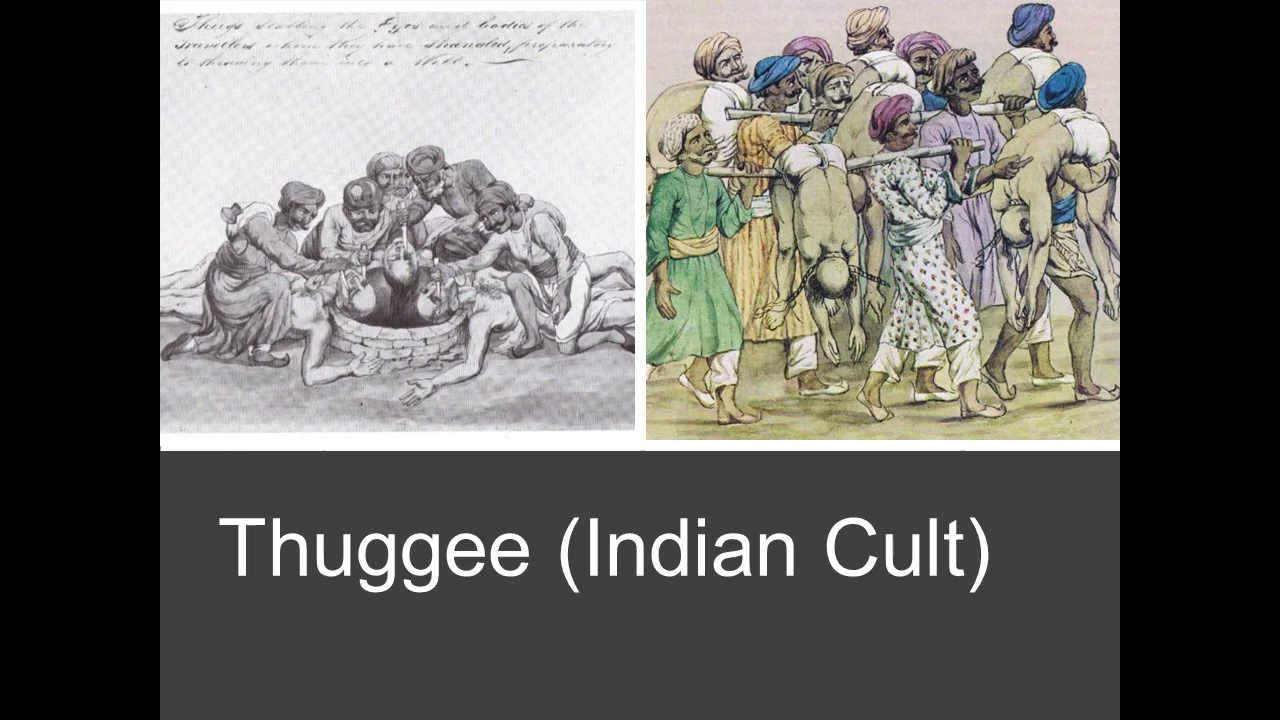 Thugs Stabbing the Eyes and bodies of the
Travellers whom they have strangled, preparatory
to throwing them into a Well.
Thuggee (Indian Cult)